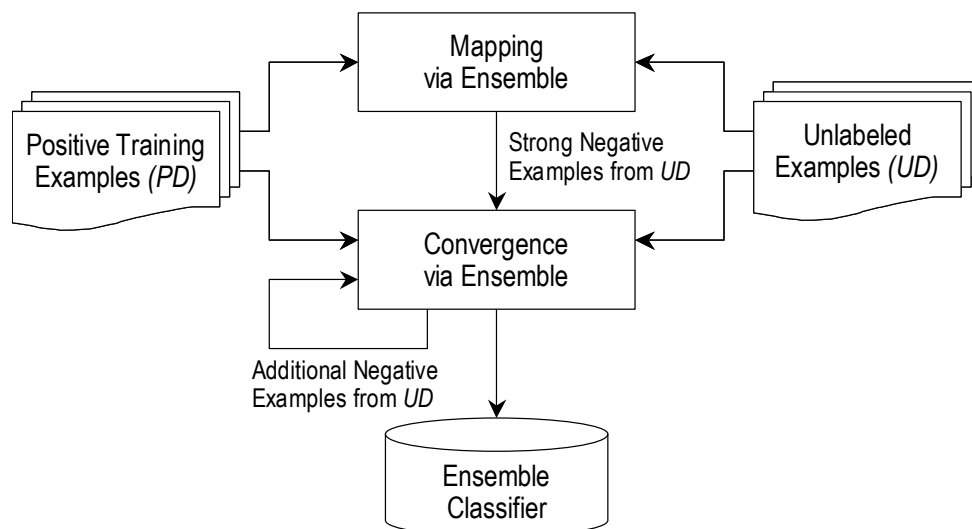 Mapping
via Ensemble
Positive Training
Examples (PD)
Unlabeled
Examples (UD)
Strong Negative
Examples from UD
Convergence
via Ensemble
Additional Negative
Examples from UD
Ensemble
Classifier